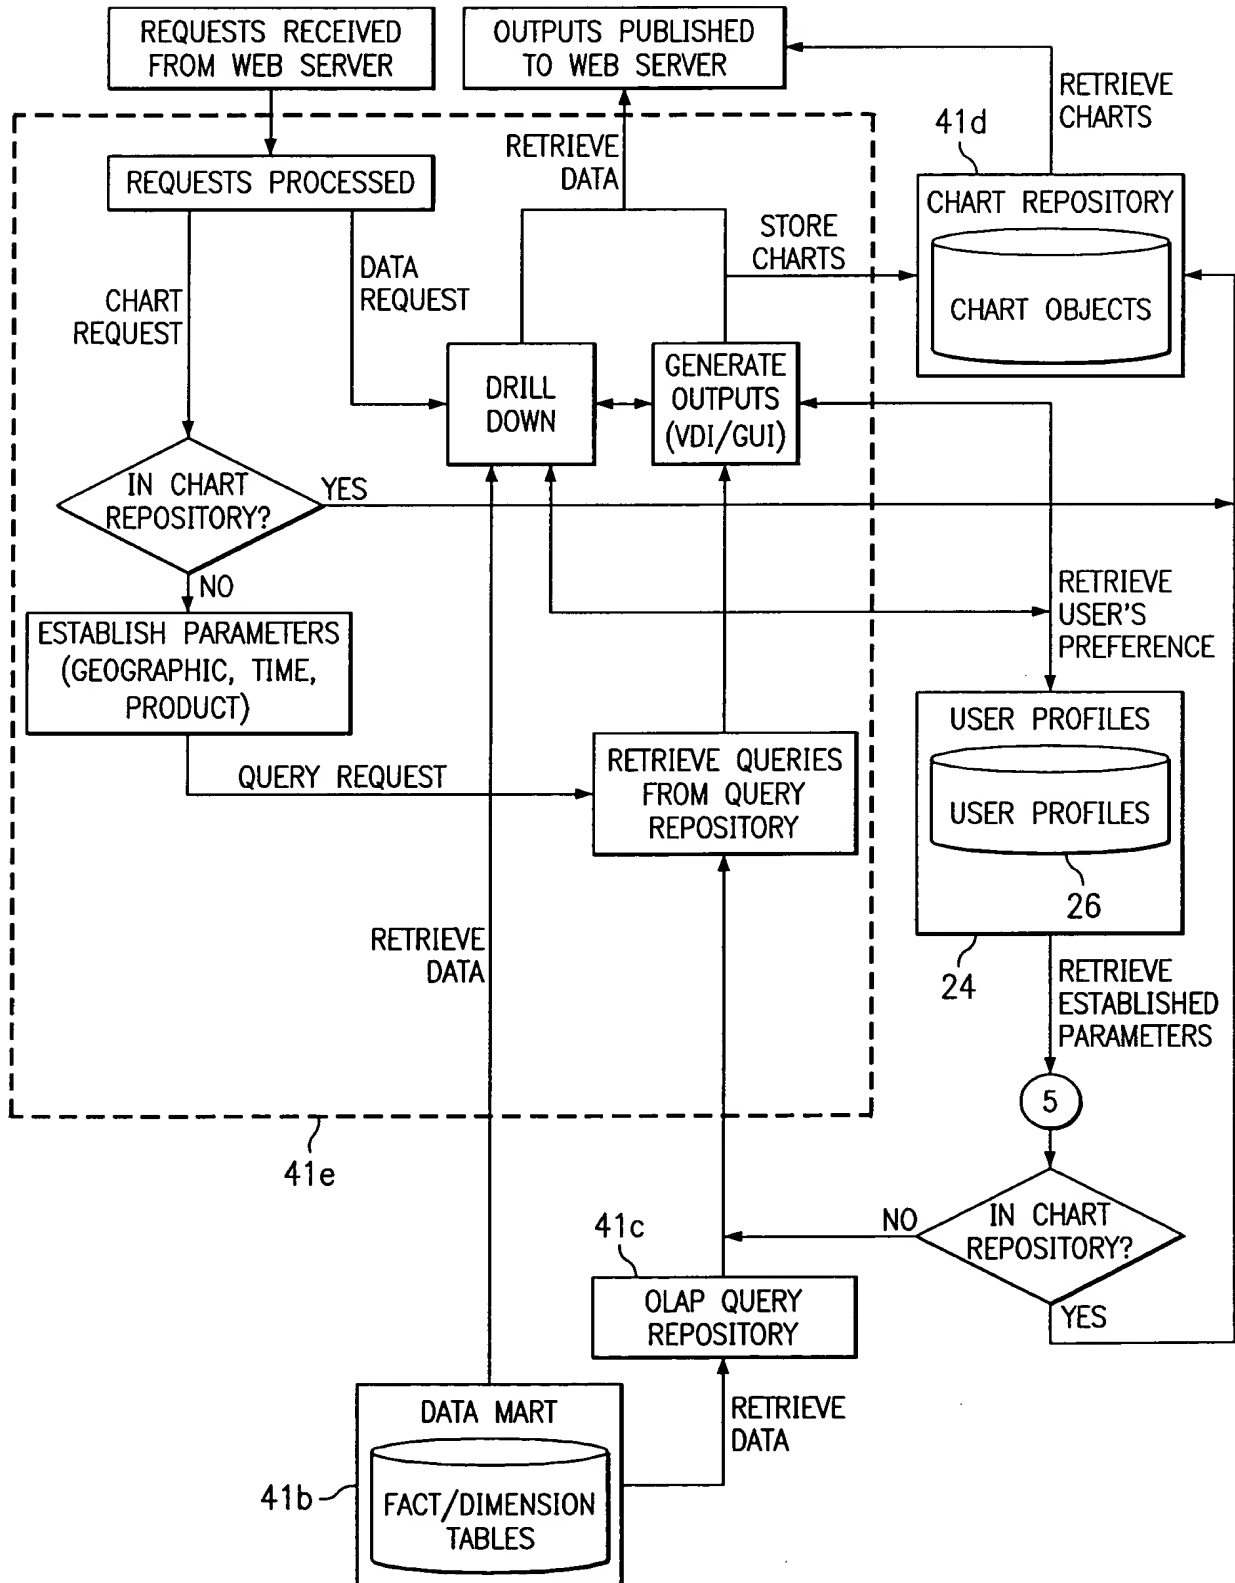 REQUESTS RECEIVED
FROM WEB SERVER
OUTPUTS PUBLISHED
TO WEB SERVER
RETRIEVE
CHARTS
41d
RETRIEVE
DATA
REQUESTS PROCESSED
CHART REPOSITORY
CHART OBJECTS
STORE
CHARTS
DATA
REQUEST
CHART
REQUEST
DRILL
DOWN
GENERATE
OUTPUTS
(VDI/GUI)
IN CHART
REPOSITORY?
YES
NO
RETRIEVE
USER'S
PREFERENCE
ESTABLISH PARAMETERS
(GEOGRAPHIC, TIME,
PRODUCT)
QUERY REQUEST
RETRIEVE QUERIES
FROM QUERY
REPOSITORY
USER PROFILES
USER PROFILES
26
24
RETRIEVE
DATA
RETRIEVE
ESTABLISHED
PARAMETERS
5
41e
IN CHART
REPOSITORY?
NO
YES
41c
OLAP QUERY
REPOSITORY
RETRIEVE
DATA
DATA MART
FACT/DIMENSION
TABLES
41b